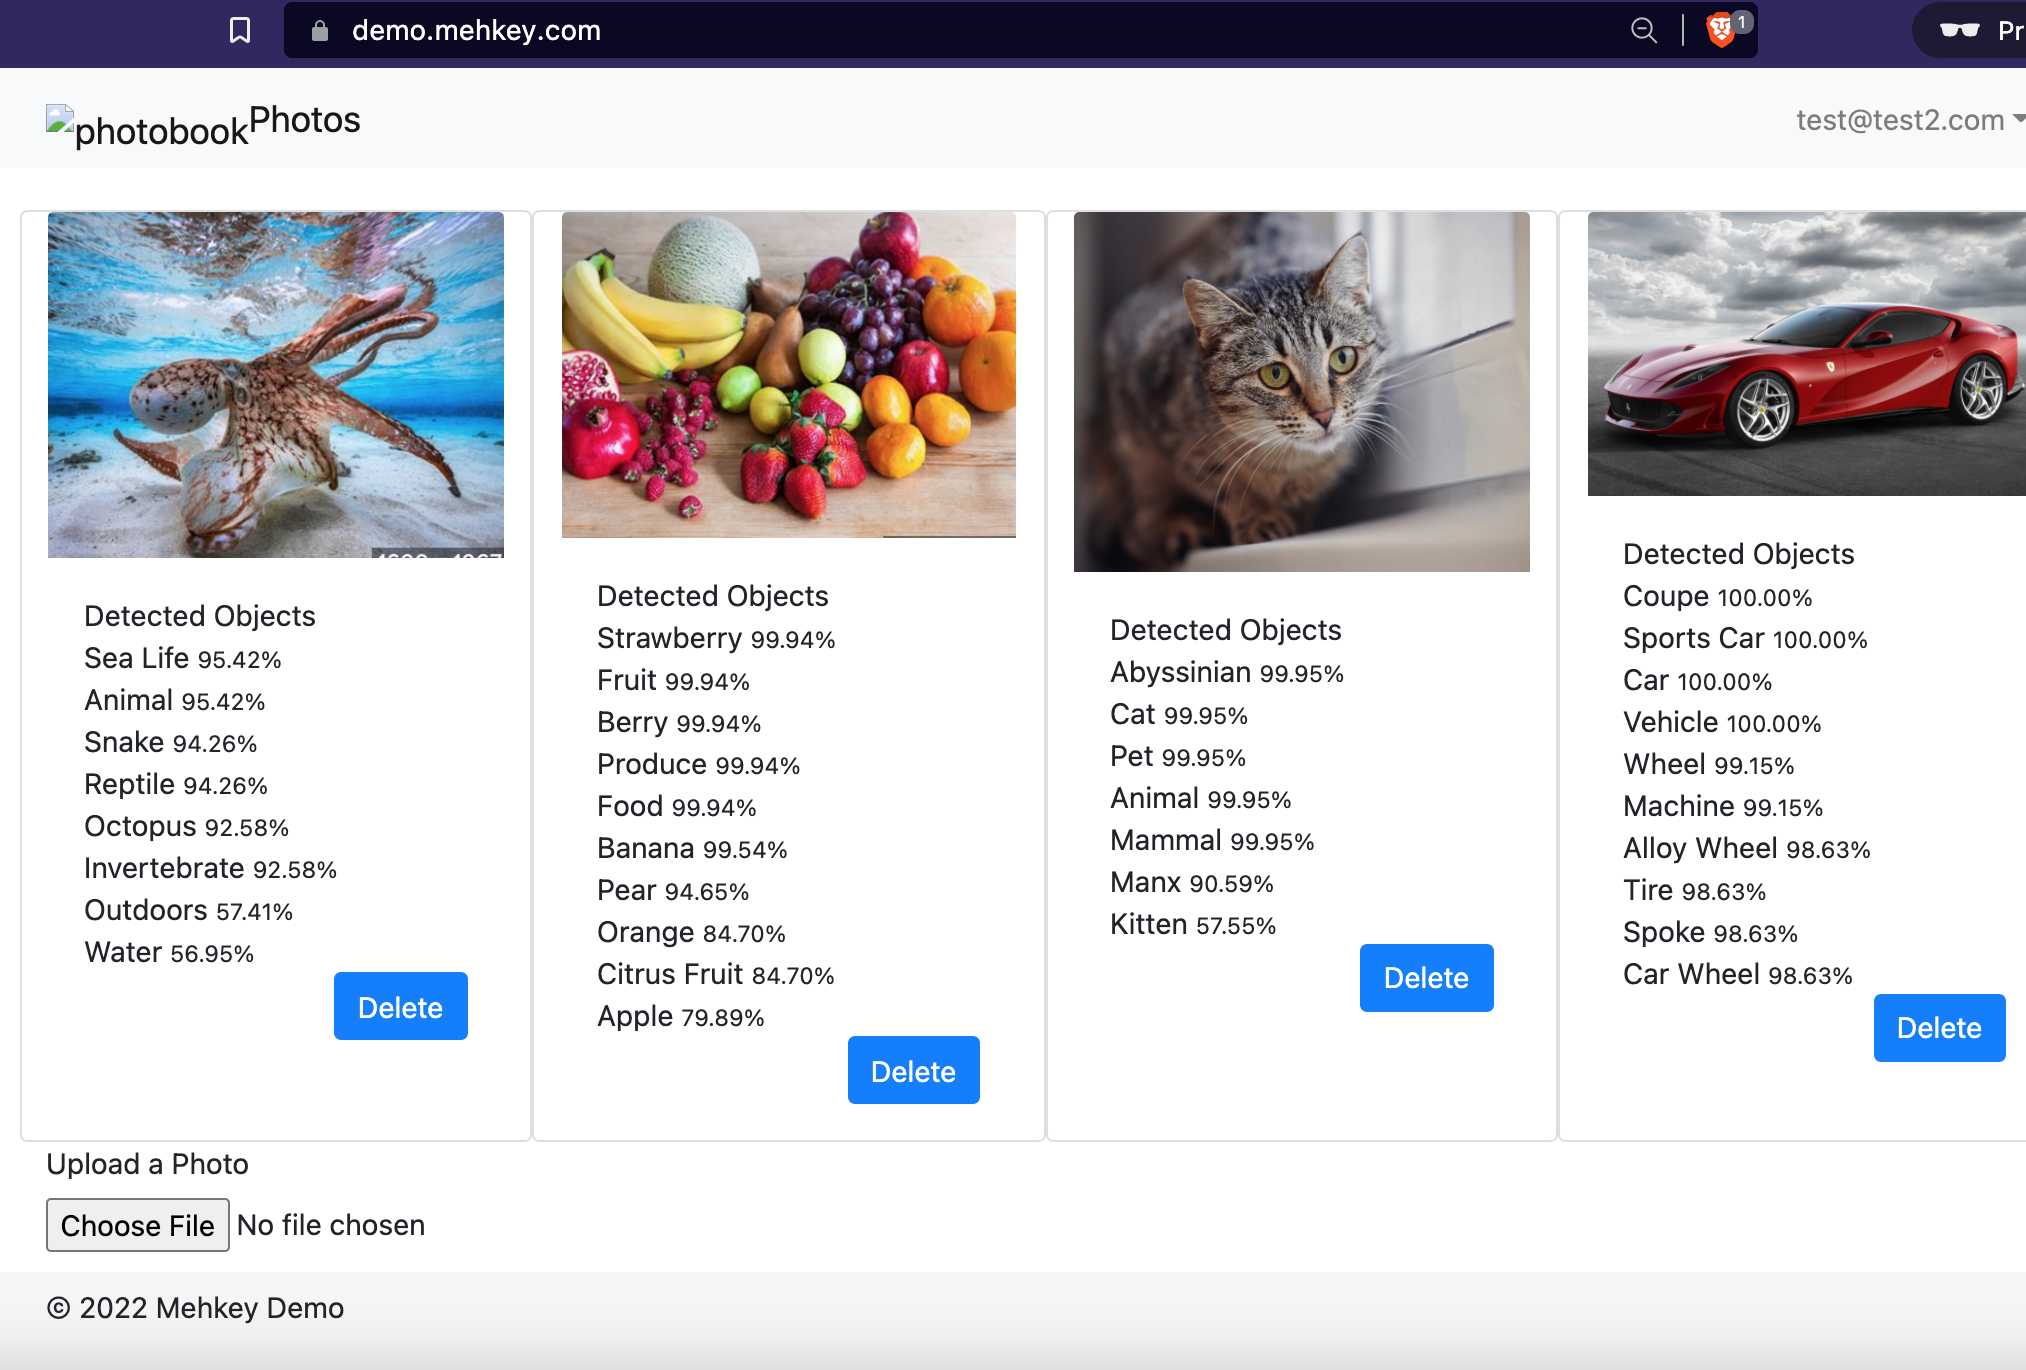 demo.mehkey.com
1
Pr
photobook Photos
test@test2.com
Detected Objects
Sea Life 95.42%
Animal 95.42%
Snake 94.26%
Reptile 94.26%
Octopus 92.58%
Invertebrate 92.58%
Outdoors 57.41%
Water 56.95%
Delete
Detected Objects
Strawberry 99.94%
Fruit 99.94%
Berry 99.94%
Produce 99.94%
Food 99.94%
Banana 99.54%
Pear 94.65%
Orange 84.70%
Citrus Fruit 84.70%
Apple 79.89%
Delete
Detected Objects
Abyssinian 99.95%
Cat 99.95%
Pet 99.95%
Animal 99.95%
Mammal 99.95%
Manx 90.59%
Kitten 57.55%
Delete
Detected Objects
Coupe 100.00%
Sports Car 100.00%
Car 100.00%
Vehicle 100.00%
Wheel 99.15%
Machine 99.15%
Alloy Wheel 98.63%
Tire 98.63%
Spoke 98.63%
Car Wheel 98.63%
Delete
Upload a Photo
Choose File No file chosen
© 2022 Mehkey Demo